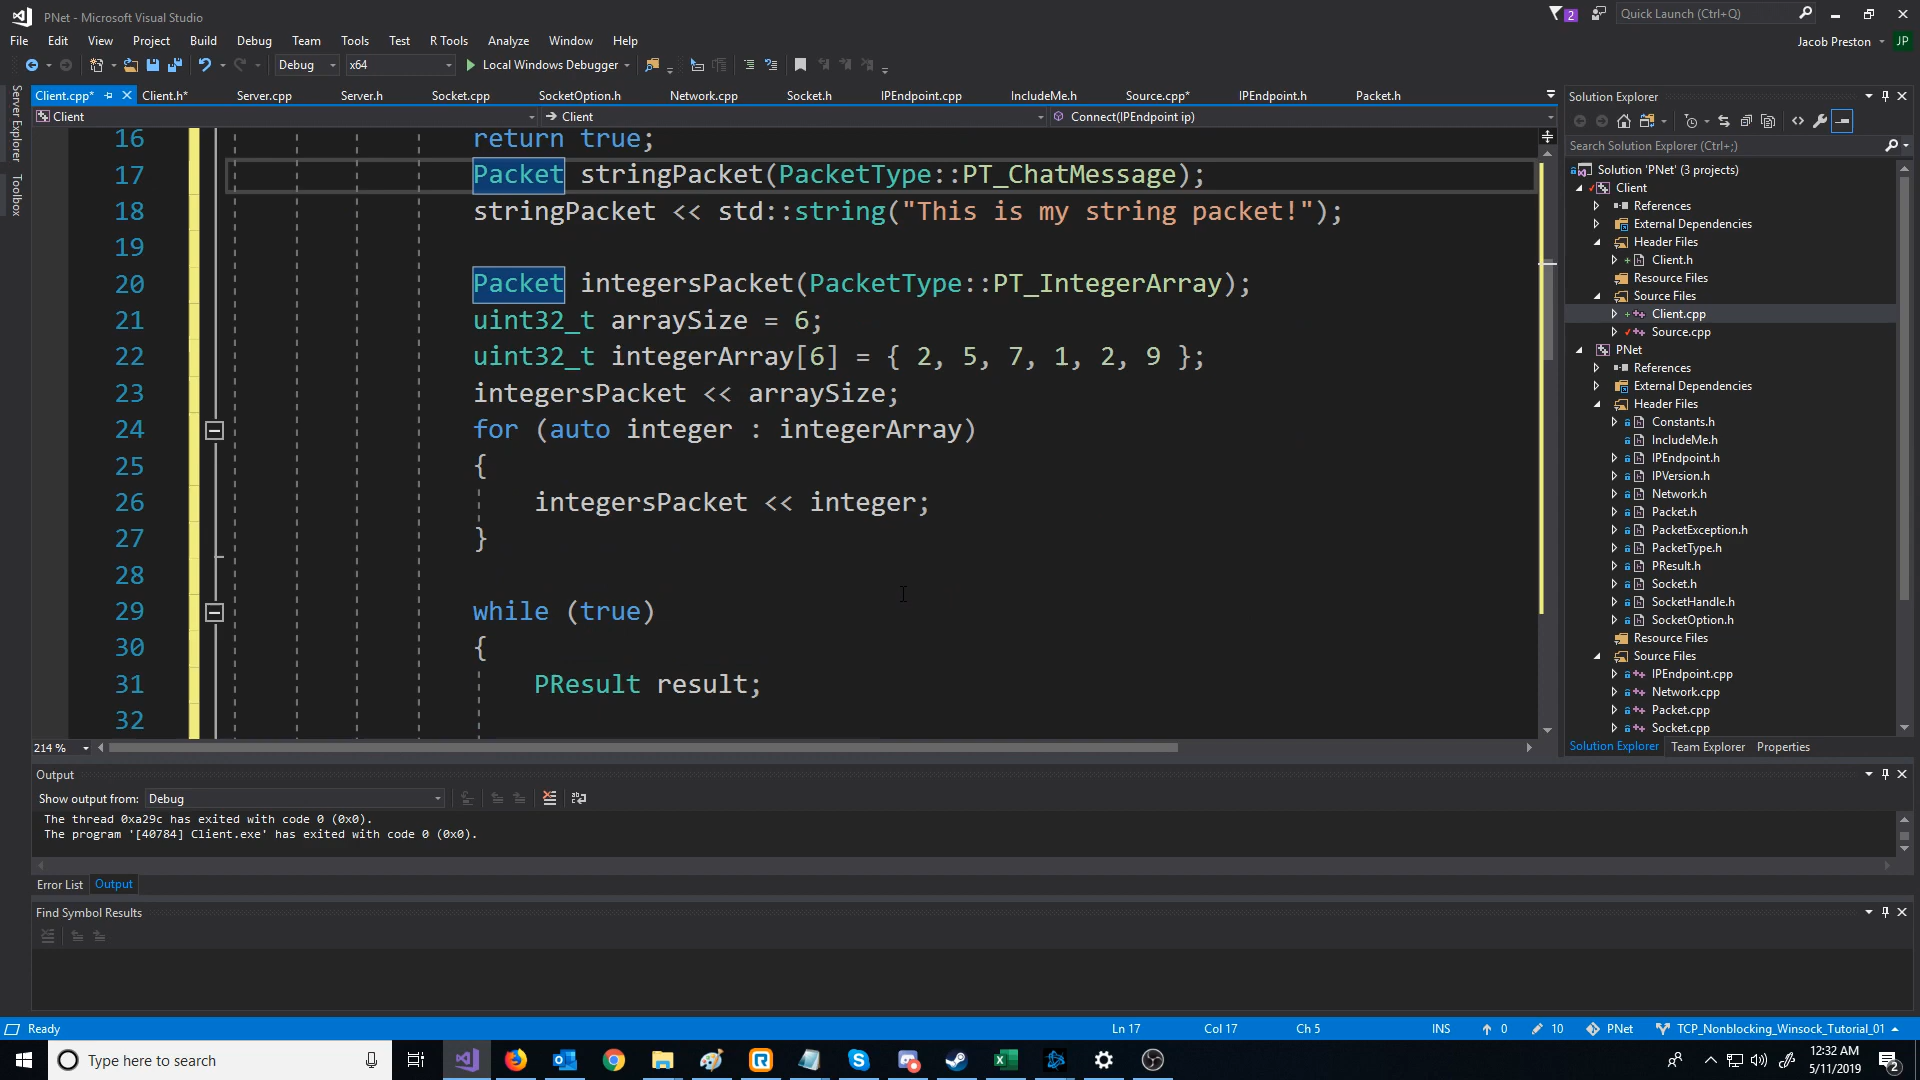 PNet - Microsoft Visual Studio
2
Quick Launch (Ctrl+Q)
File Edit View Project Build Debug Team Tools Test R Tools Analyze Window Help
Jacob Preston JP
Debug x64 Local Windows Debugger
Client.cpp* Client.h* Server.cpp Server.h Socket.cpp SocketOption.h Network.cpp Socket.h IPEndpoint.cpp IncludeMe.h Source.cpp* IPEndpoint.h Packet.h
Client Client Connect(IPEndpoint ip)
Server Explorer
Toolbox
16 return true;
17 Packet stringPacket(PacketType::PT_ChatMessage);
18 stringPacket << std::string("This is my string packet!");
19
20 Packet integersPacket(PacketType::PT_IntegerArray);
21 uint32_t arraySize = 6;
22 uint32_t integerArray[6] = { 2, 5, 7, 1, 2, 9 };
23 integersPacket << arraySize;
24 for (auto integer : integerArray)
25 {
26 integersPacket << integer;
27 }
28
29 while (true)
30 {
31 PResult result;
32
214 %
Solution Explorer
Search Solution Explorer (Ctrl+;)
Solution 'PNet' (3 projects)
Client
References
External Dependencies
Header Files
Client.h
Resource Files
Source Files
Client.cpp
Source.cpp
PNet
References
External Dependencies
Header Files
Constants.h
IncludeMe.h
IPEndpoint.h
IPVersion.h
Network.h
Packet.h
PacketException.h
PacketType.h
PResult.h
Socket.h
SocketHandle.h
SocketOption.h
Resource Files
Source Files
IPEndpoint.cpp
Network.cpp
Packet.cpp
Socket.cpp
Solution Explorer Team Explorer Properties
Output
Show output from: Debug
The thread 0xa29c has exited with code 0 (0x0).
The program '[40784] Client.exe' has exited with code 0 (0x0).
Error List Output
Find Symbol Results
Ready Ln 17 Col 17 Ch 5 INS 0 10 PNet TCP_Nonblocking_Winsock_Tutorial_01
Type here to search
12:32 AM
5/11/2019
2